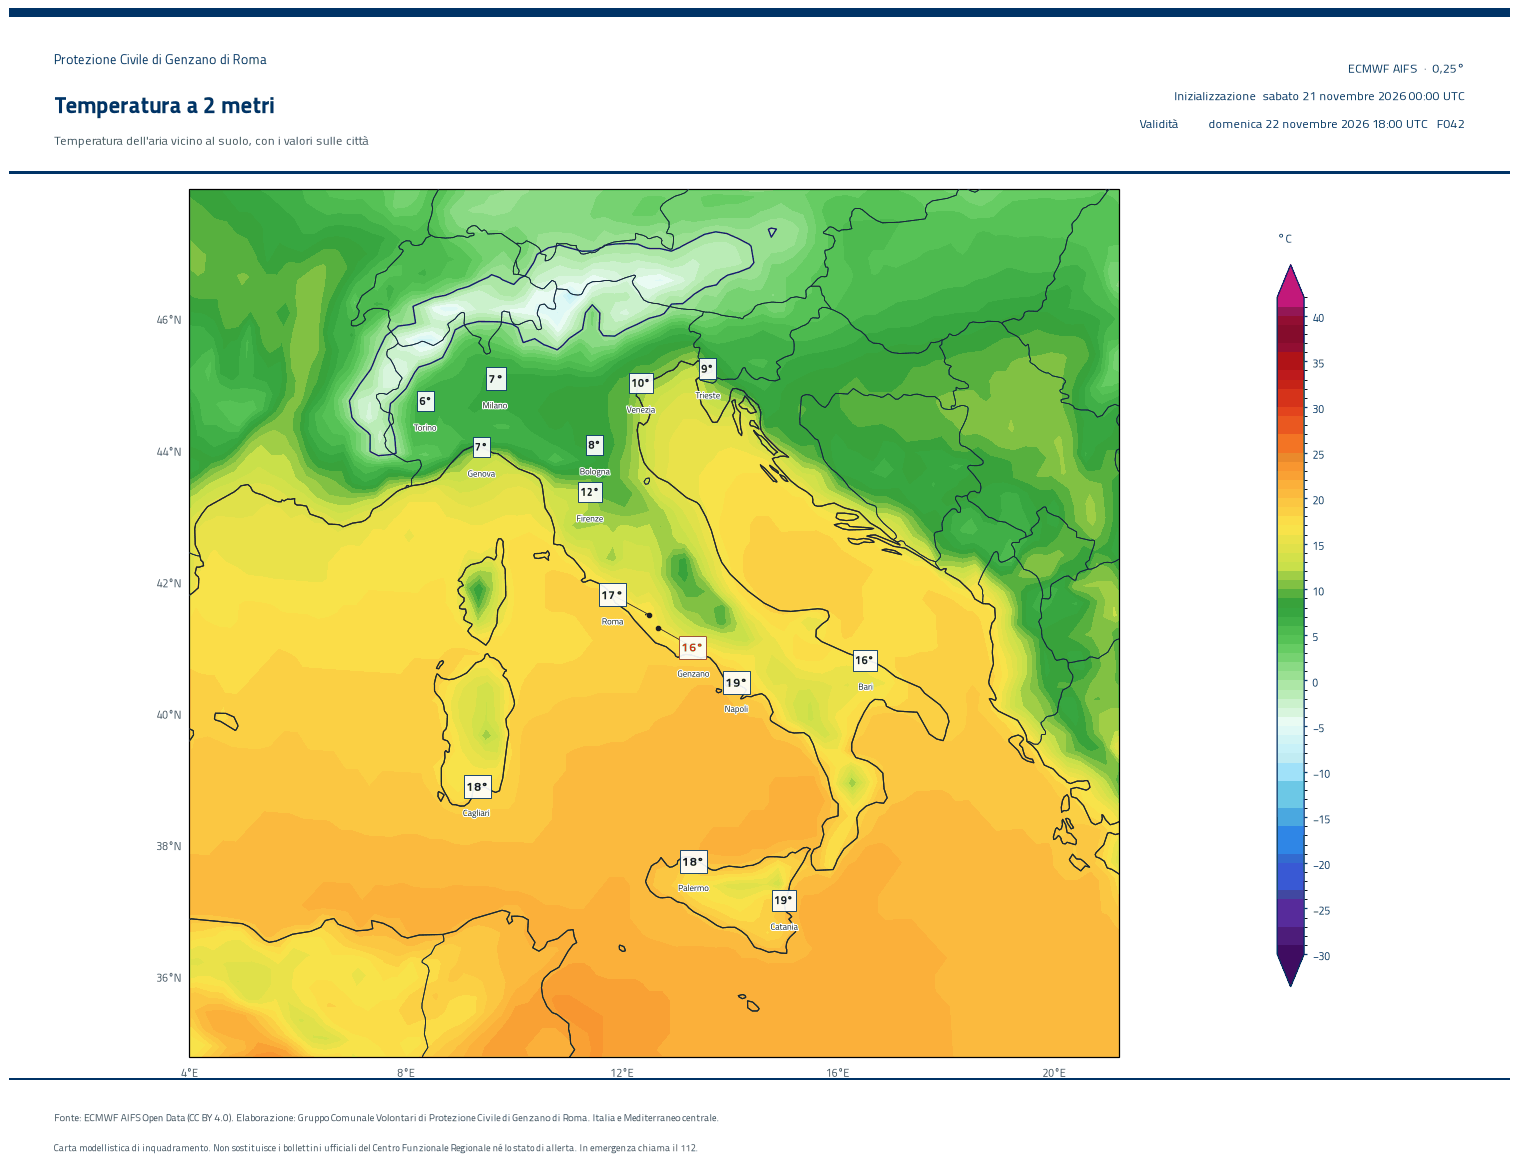 Protezione Civile di Genzano di Roma
Temperatura a 2 metri
Temperatura dell'aria vicino al suolo, con i valori sulle città
ECMWF AIFS · 0,25°
Inizializzazione sabato 21 novembre 2026 00:00 UTC
Validità domenica 22 novembre 2026 18:00 UTC F042
°C
46°N
44°N
42°N
40°N
38°N
36°N
4°E
8°E
12°E
16°E
20°E
6°
Torino
7°
Milano
10°
Venezia
9°
Trieste
7°
Genova
8°
Bologna
12°
Firenze
17°
Roma
16°
Genzano
19°
Napoli
16°
Bari
18°
Cagliari
18°
Palermo
19°
Catania
40
35
30
25
20
15
10
5
0
−5
−10
−15
−20
−25
−30
Fonte: ECMWF AIFS Open Data (CC BY 4.0). Elaborazione: Gruppo Comunale Volontari di Protezione Civile di Genzano di Roma. Italia e Mediterraneo centrale.
Carta modellistica di inquadramento. Non sostituisce i bollettini ufficiali del Centro Funzionale Regionale né lo stato di allerta. In emergenza chiama il 112.